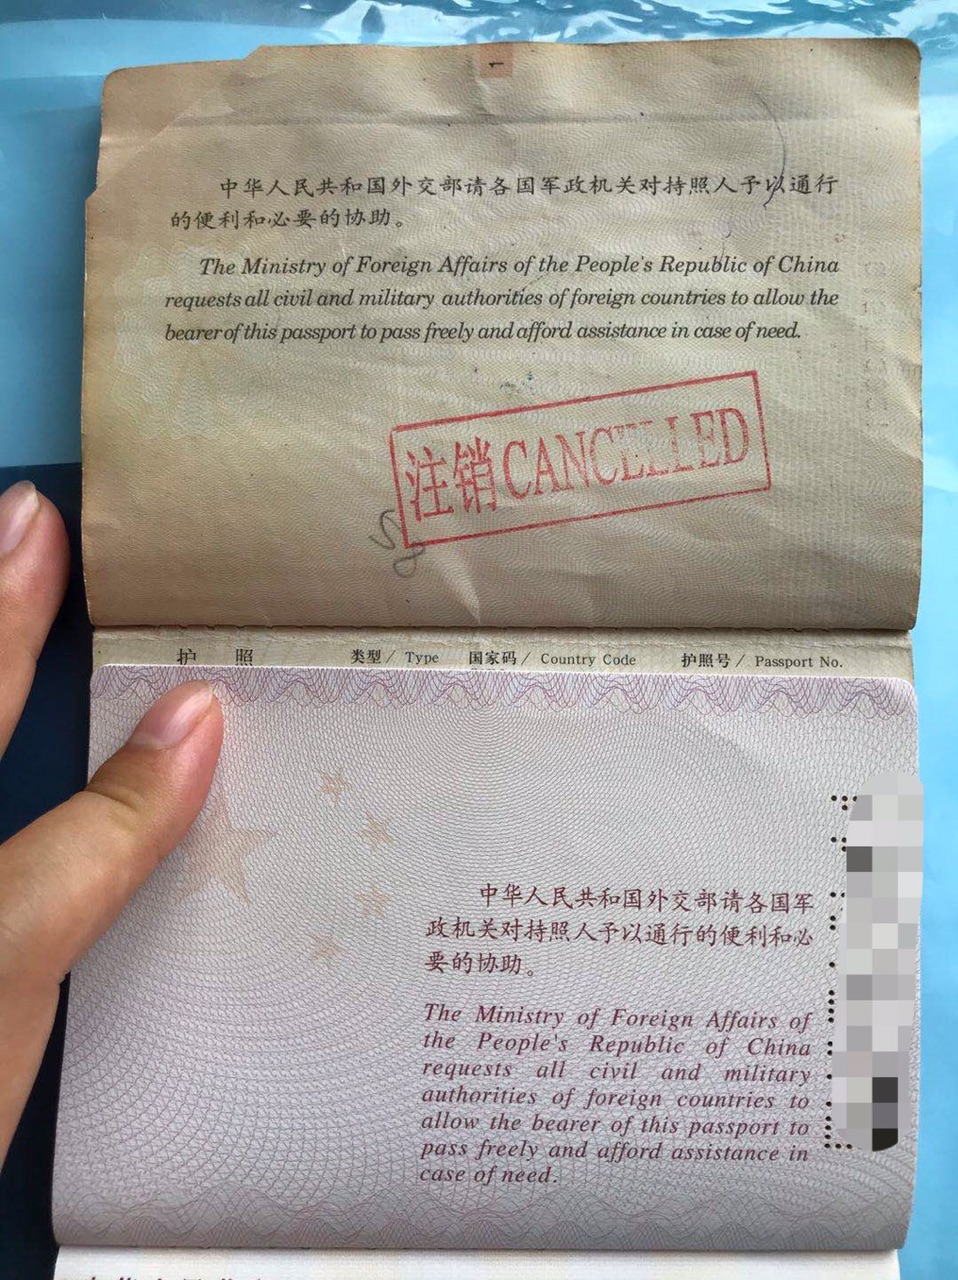 1
中华人民共和国外交部请各国军政机关对持照人予以通行
的便利和必要的协助。
The Ministry of Foreign Affairs of the People's Republic of China
requests all civil and military authorities of foreign countries to allow the
bearer of this passport to pass freely and afford assistance in case of need.
注销 CANCELLED
护 照 类型 / Type 国家码 / Country Code 护照号 / Passport No.
中华人民共和国外交部请各国军
政机关对持照人予以通行的便利和必
要的协助。
The Ministry of Foreign Affairs of
the People's Republic of China
requests all civil and military
authorities of foreign countries to
allow the bearer of this passport to
pass freely and afford assistance in
case of need.